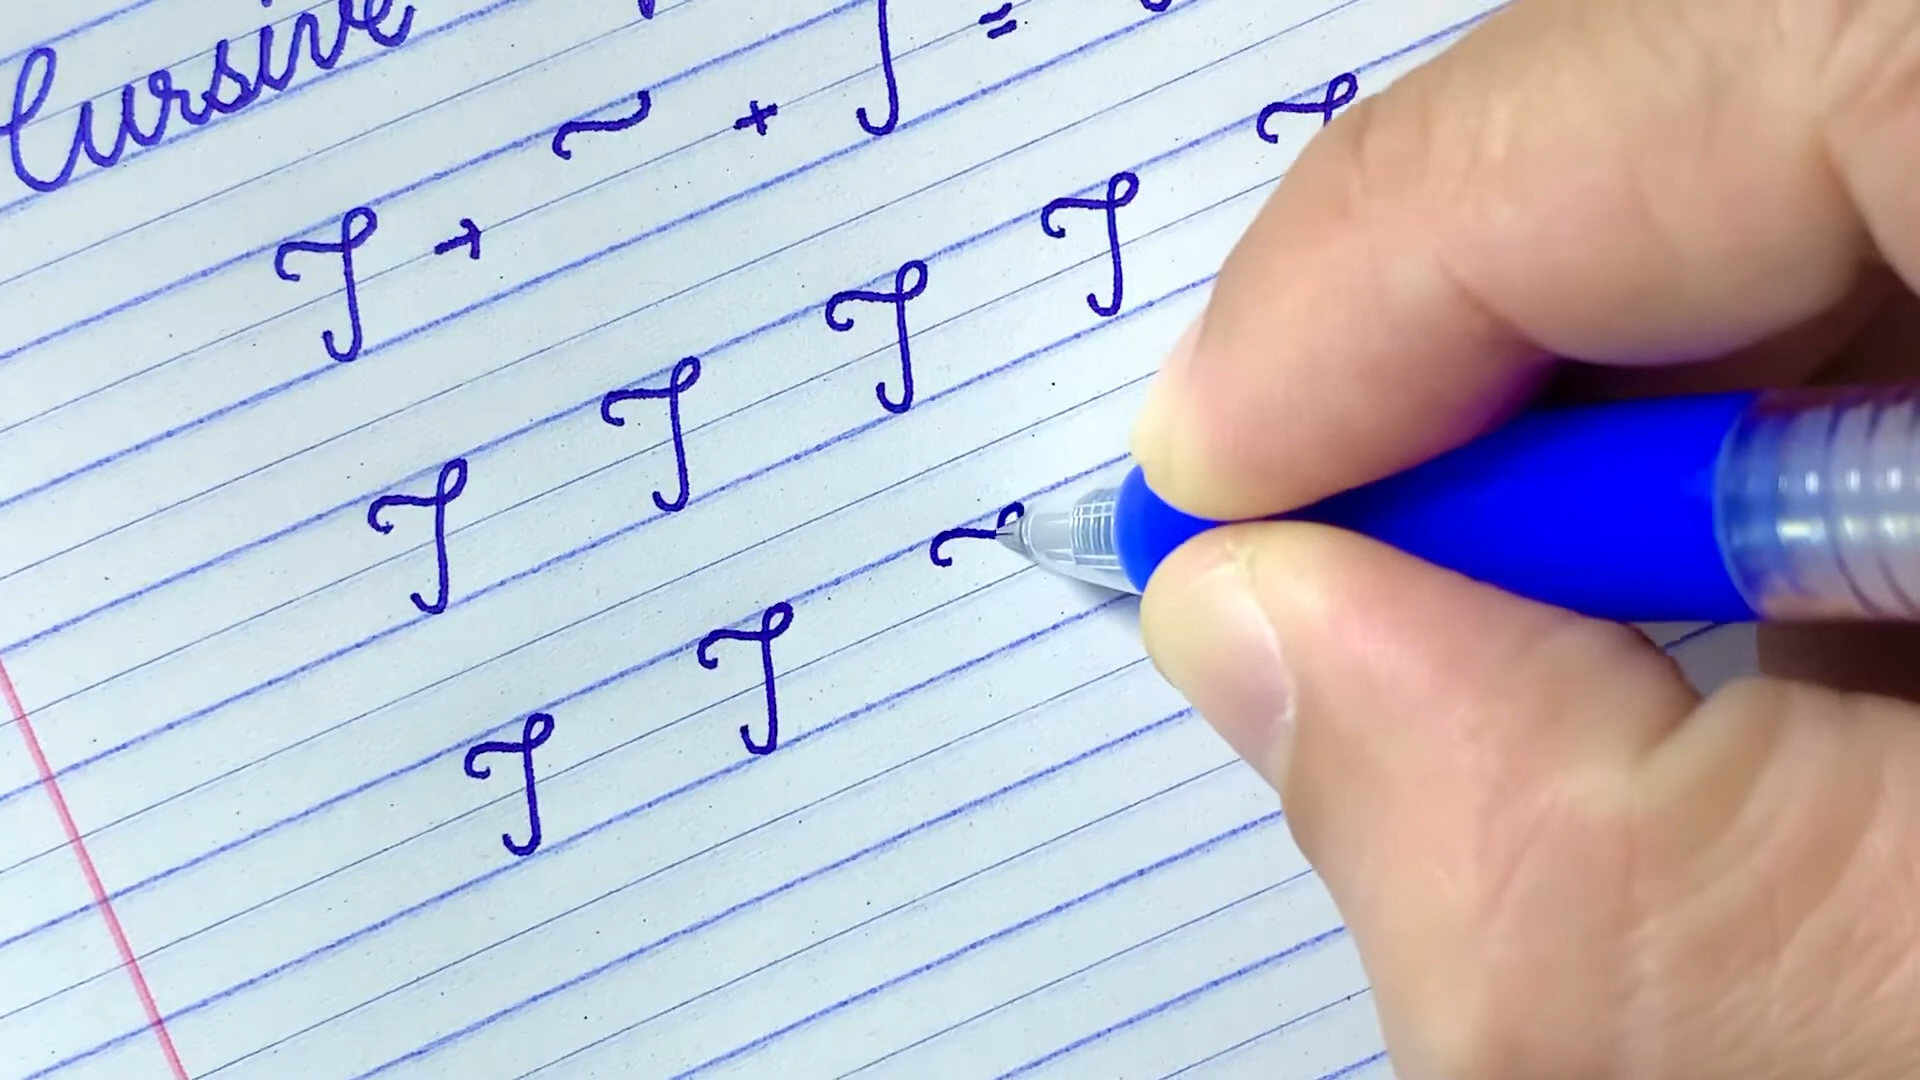 Cursive
T → ~ + J =
T T T T
T T